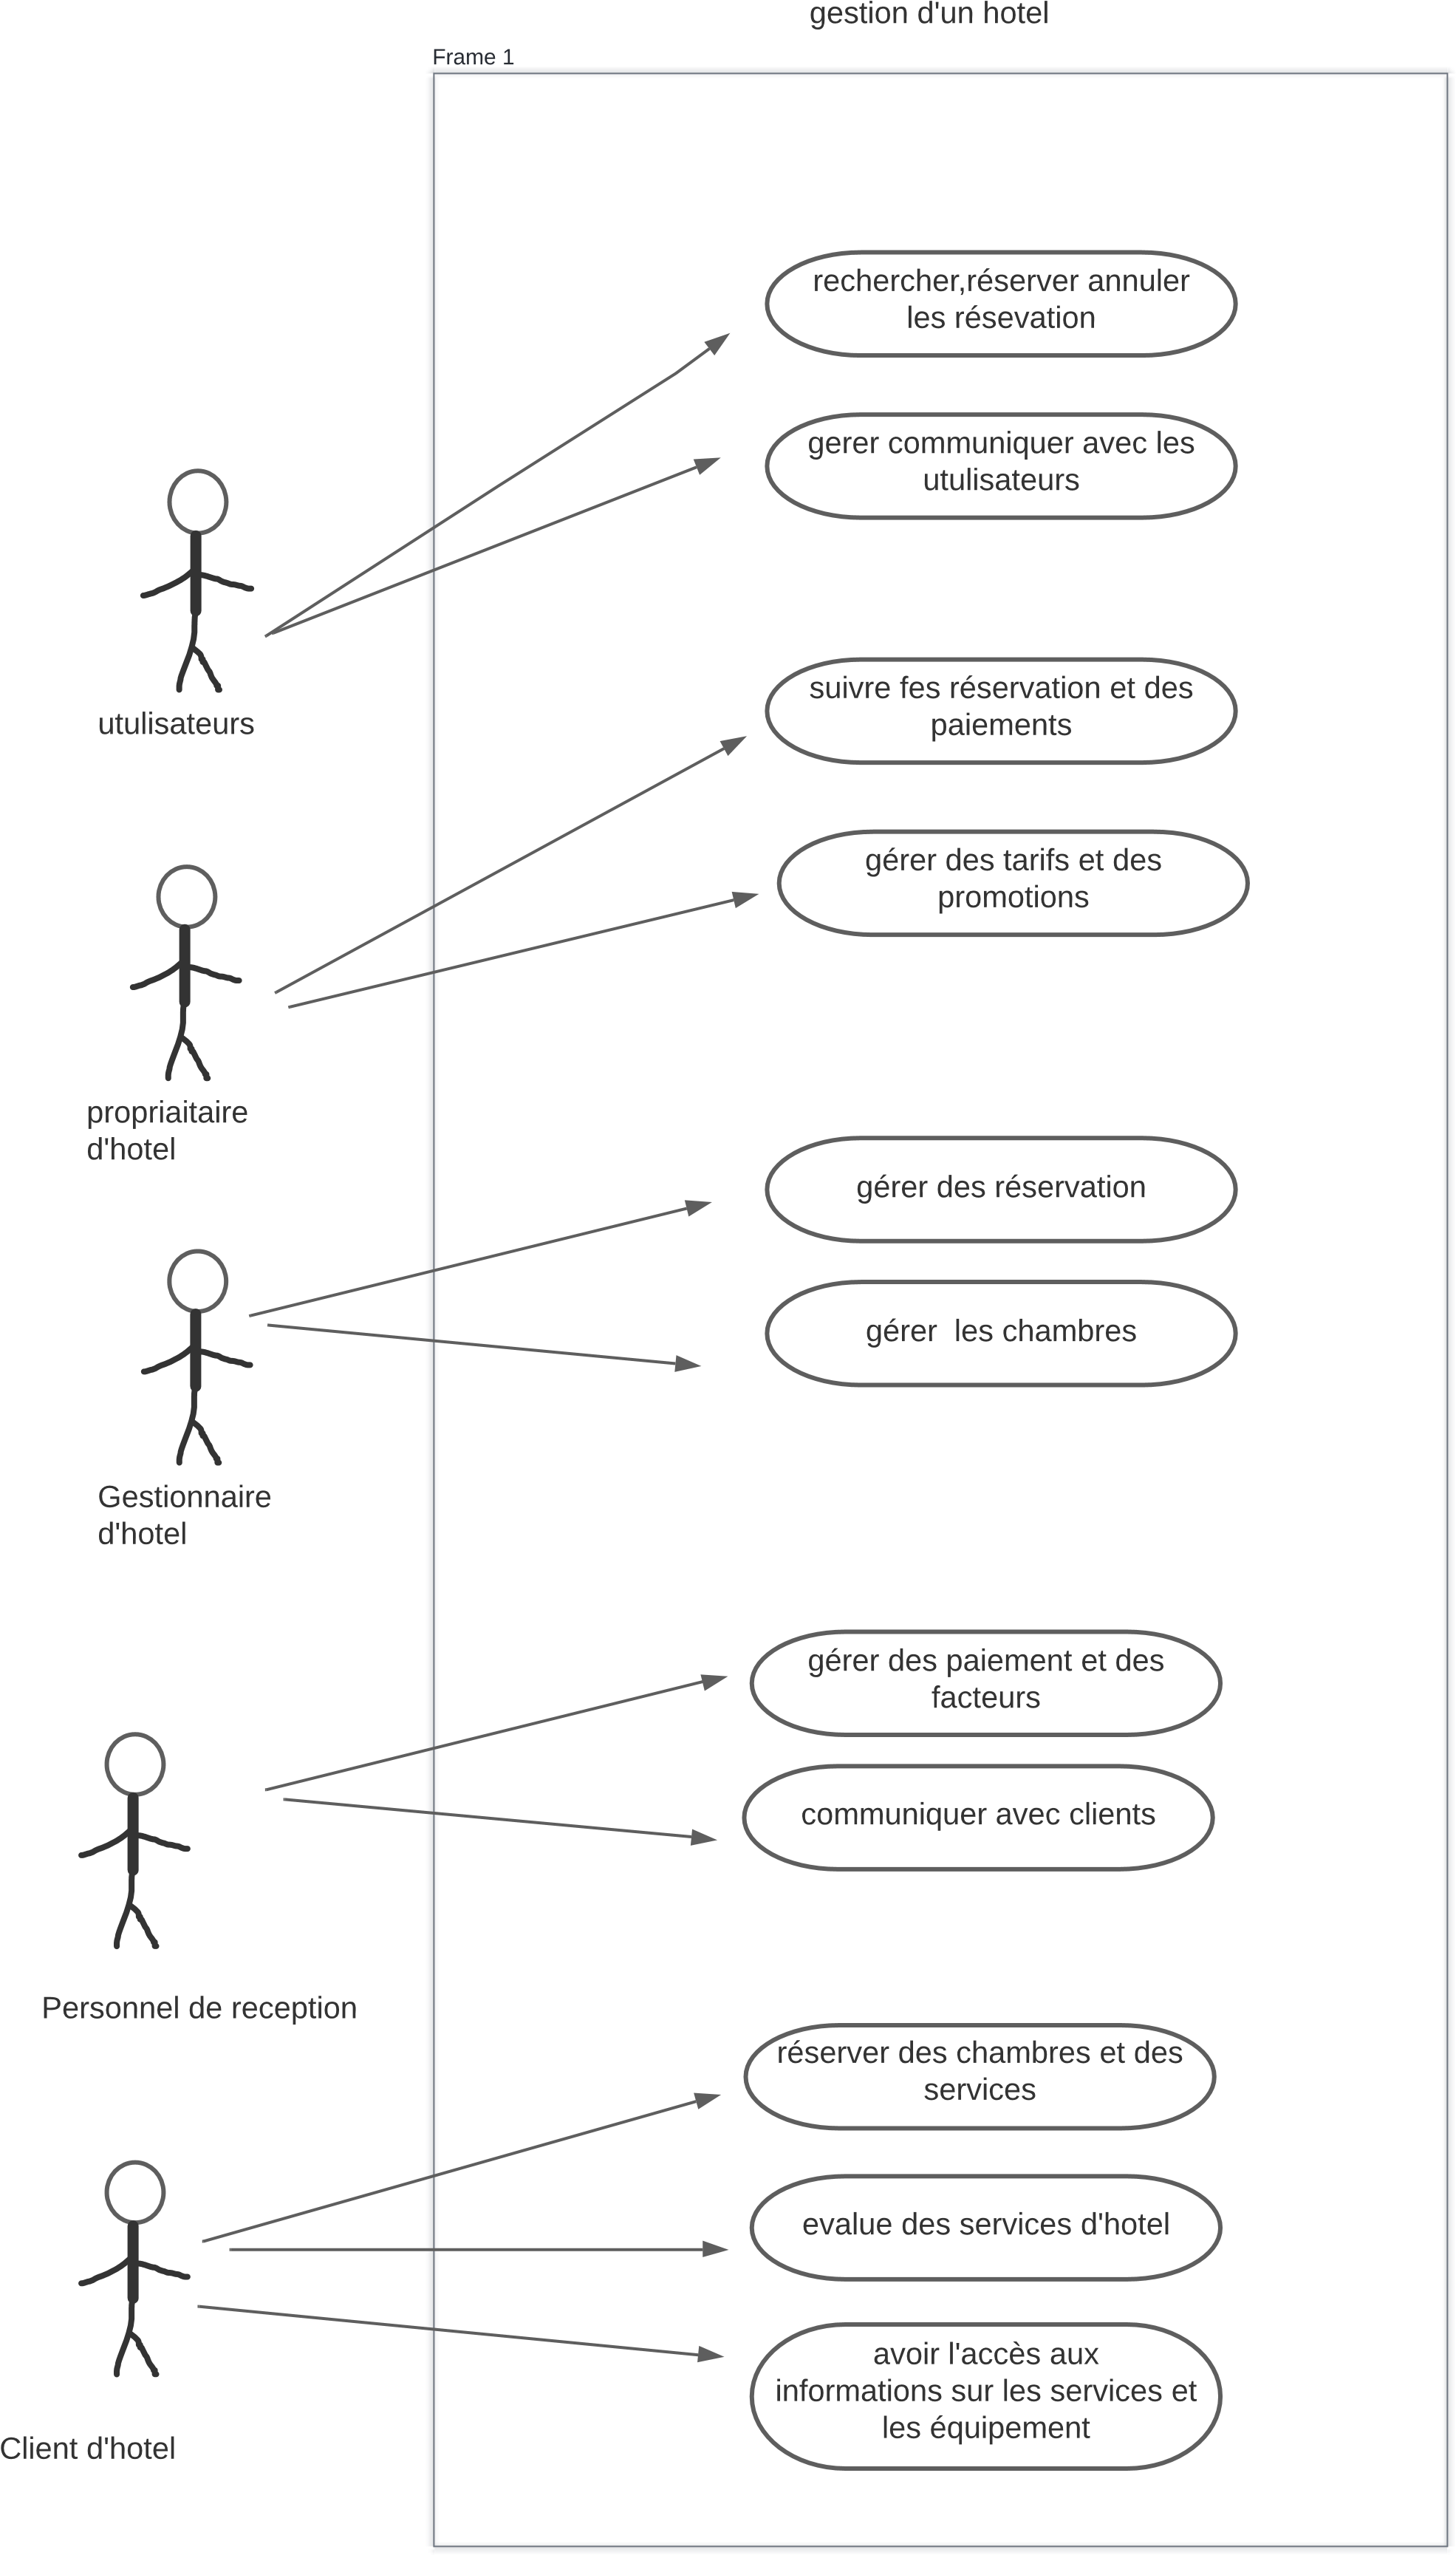 gestion d'un hotel
Frame 1
rechercher,réserver annuler
les résevation
gerer communiquer avec les
utulisateurs
utulisateurs
suivre fes réservation et des
paiements
gérer des tarifs et des
promotions
propriaitaire
d'hotel
gérer des réservation
gérer  les chambres
Gestionnaire
d'hotel
gérer des paiement et des
facteurs
communiquer avec clients
Personnel de reception
réserver des chambres et des
services
evalue des services d'hotel
avoir l'accès aux
informations sur les services et
les équipement
Client d'hotel